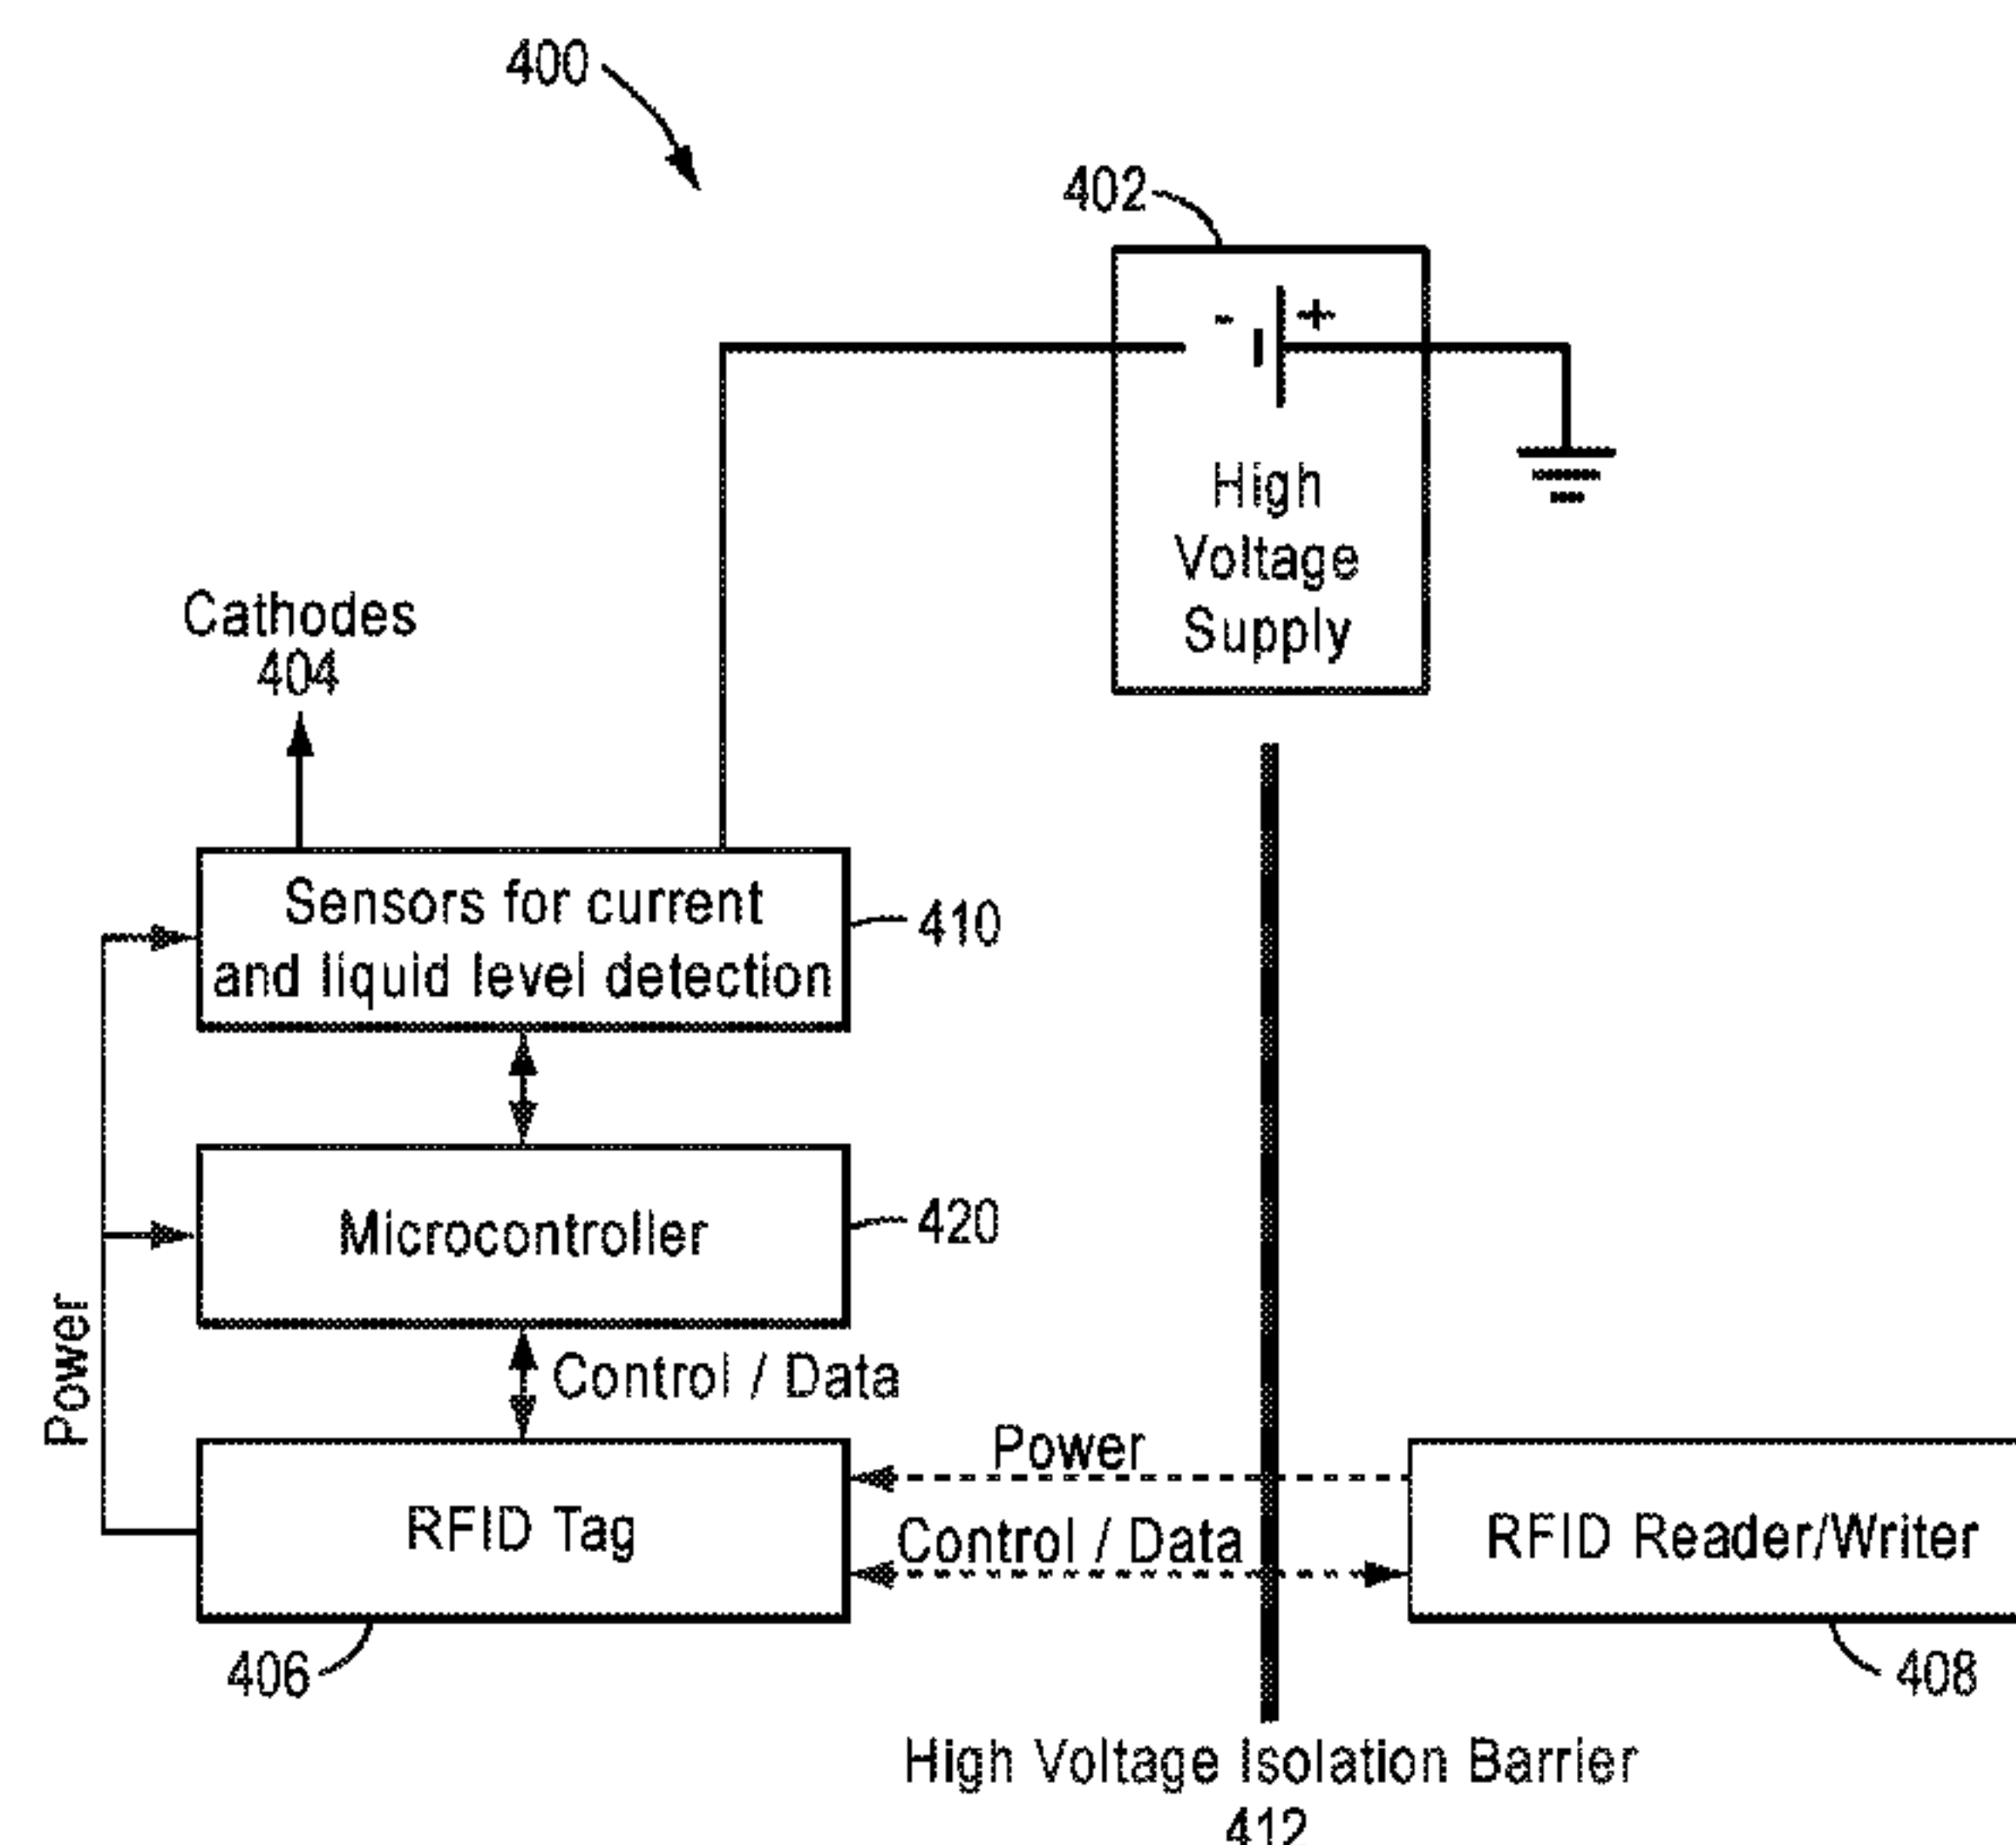 400
402
- +
High
Voltage
Supply
Cathodes
404
Sensors for current
and liquid level detection
410
Microcontroller
420
Power
Control / Data
Power
RFID Tag
Control / Data
RFID Reader/Writer
406
408
High Voltage Isolation Barrier
412